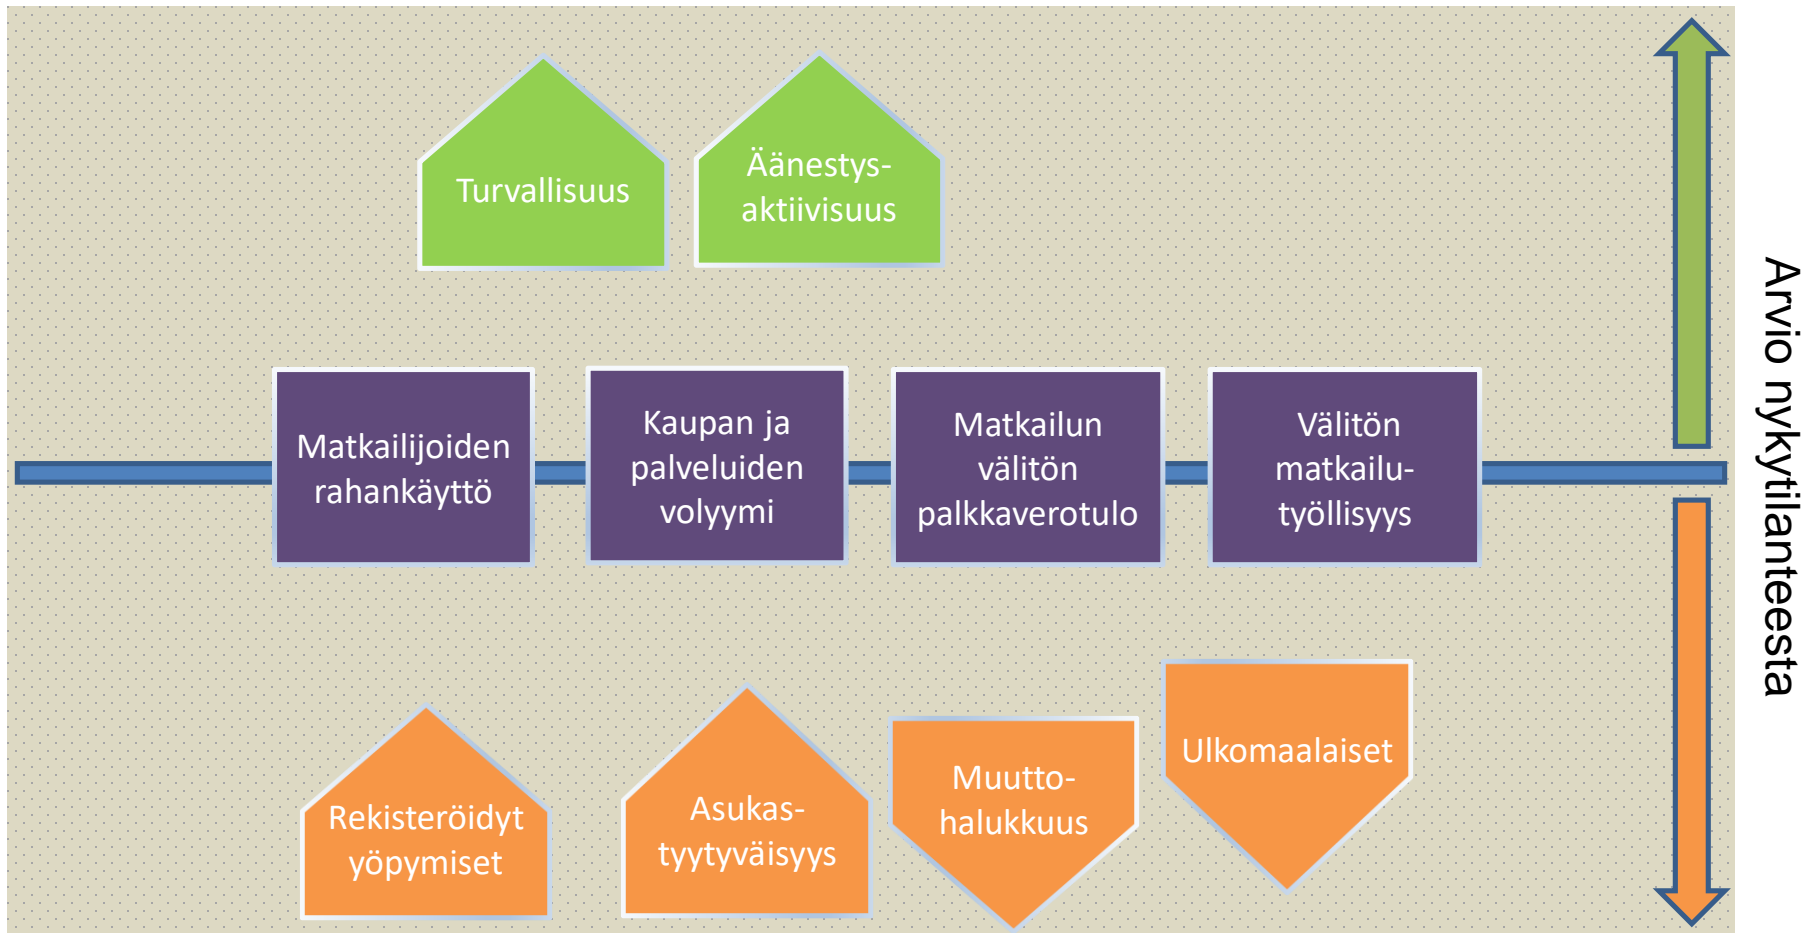 Turvallisuus
Äänestys-
aktiivisuus
Matkailijoiden
rahankäyttö
Kaupan ja
palveluiden
volyymi
Matkailun
välitön
palkkaverotulo
Välitön
matkailu-
työllisyys
Rekisteröidyt
yöpymiset
Asukas-
tyytyväisyys
Muutto-
halukkuus
Ulkomaalaiset
Arvio nykytilanteesta